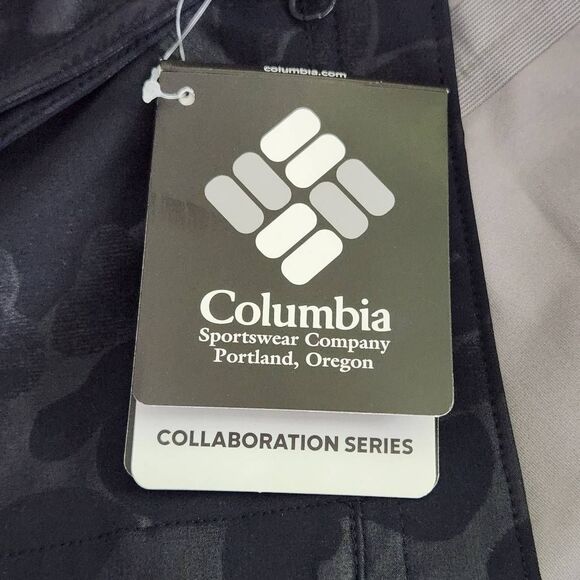 columbia.com
Columbia
Sportswear Company
Portland, Oregon
COLLABORATION SERIES